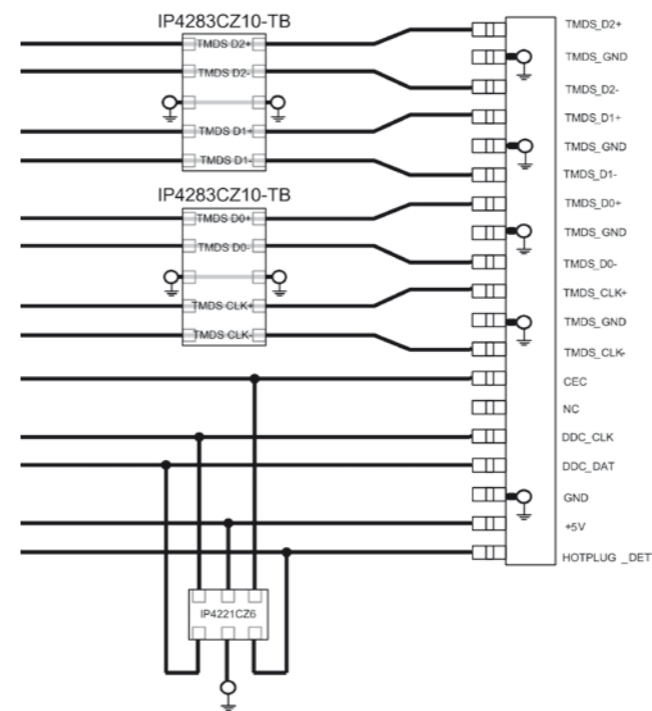 IP4283CZ10-TB
TMDS_D2+
TMDS D2+
TMDS_GND
TMDS D2-
TMDS_D2-
TMDS_D1+
TMDS D1+
TMDS_GND
TMDS D1-
TMDS_D1-
IP4283CZ10-TB
TMDS_D0+
TMDS D0+
TMDS_GND
TMDS D0-
TMDS_D0-
TMDS_CLK+
TMDS CLK+
TMDS_GND
TMDS CLK-
TMDS_CLK-
CEC
NC
DDC_CLK
DDC_DAT
GND
+5V
HOTPLUG _DET
IP4221CZ6